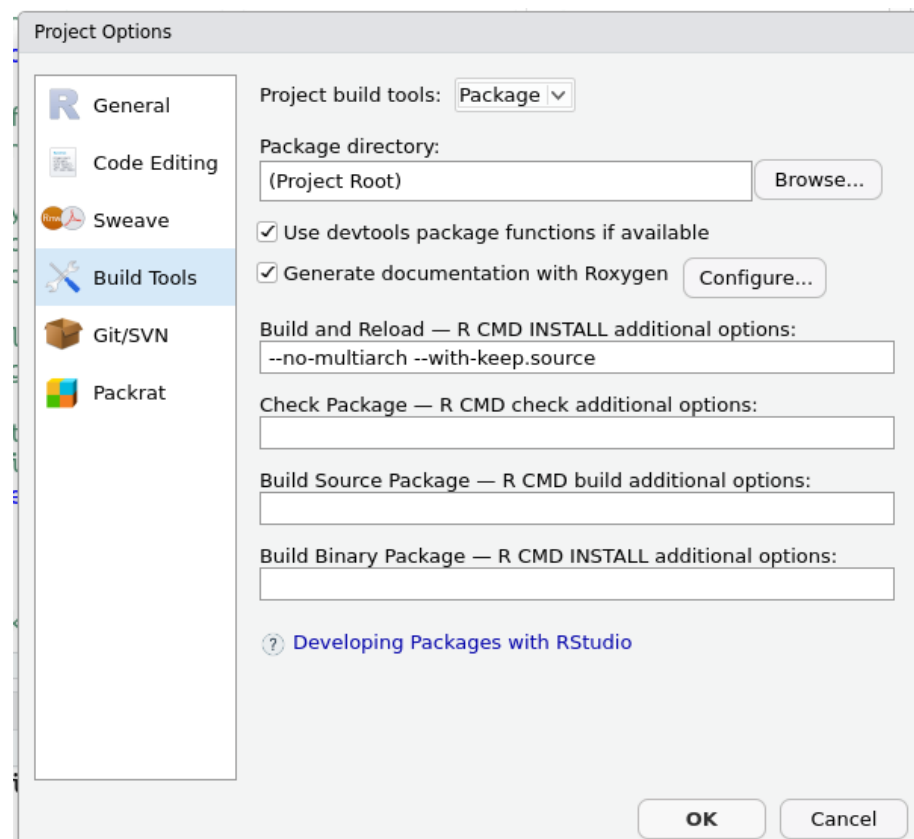 Project Options
R General
Code Editing
Rnw Sweave
Build Tools
Git/SVN
Packrat
Project build tools: Package
Package directory:
(Project Root) Browse...
Use devtools package functions if available
Generate documentation with Roxygen Configure...
Build and Reload — R CMD INSTALL additional options:
--no-multiarch --with-keep.source
Check Package — R CMD check additional options:
Build Source Package — R CMD build additional options:
Build Binary Package — R CMD INSTALL additional options:
? Developing Packages with RStudio
OK Cancel